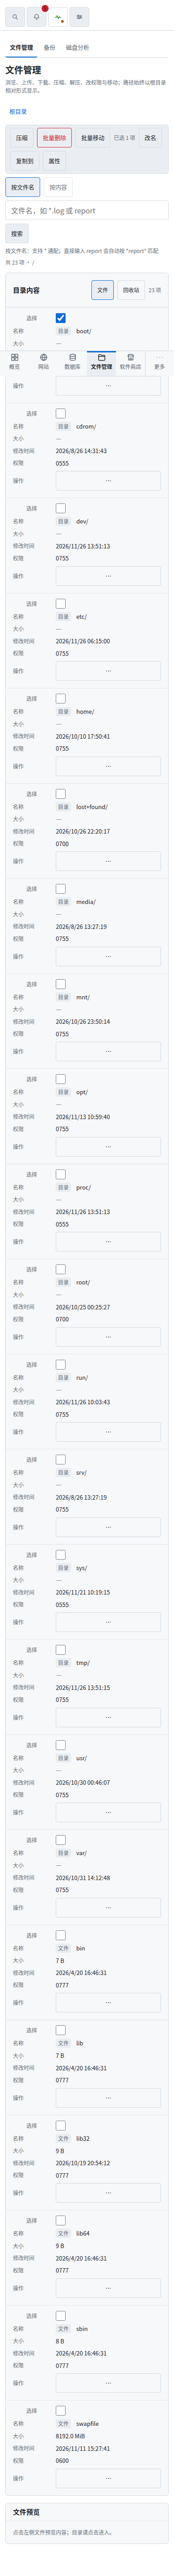 文件管理 备份 磁盘分析
文件管理
浏览、上传、下载、压缩、解压、改权限与移动；路径始终以根目录相对形式显示。
根目录
压缩 批量删除 批量移动 已选 1 项 改名
复制到 属性
按文件名 按内容
文件名，如 *.log 或 report
搜索
按文件名：支持 * 通配；直接输入 report 会自动按 *report* 匹配
共 23 项 · /
目录内容 文件 回收站 23 项
选择
名称 目录 boot/
大小 —
概览 网站 数据库 文件管理 软件商店 更多
操作 ···
选择
名称 目录 cdrom/
大小 —
修改时间 2026/8/26 14:31:43
权限 0555
操作 ···
选择
名称 目录 dev/
大小 —
修改时间 2026/11/26 13:51:13
权限 0755
操作 ···
选择
名称 目录 etc/
大小 —
修改时间 2026/11/26 06:15:00
权限 0755
操作 ···
选择
名称 目录 home/
大小 —
修改时间 2026/10/10 17:50:41
权限 0755
操作 ···
选择
名称 目录 lost+found/
大小 —
修改时间 2026/10/26 22:20:17
权限 0700
操作 ···
选择
名称 目录 media/
大小 —
修改时间 2026/8/26 13:27:19
权限 0755
操作 ···
选择
名称 目录 mnt/
大小 —
修改时间 2026/10/26 23:50:14
权限 0755
操作 ···
选择
名称 目录 opt/
大小 —
修改时间 2026/11/13 10:59:40
权限 0755
操作 ···
选择
名称 目录 proc/
大小 —
修改时间 2026/11/26 13:51:13
权限 0555
操作 ···
选择
名称 目录 root/
大小 —
修改时间 2026/10/25 00:25:27
权限 0700
操作 ···
选择
名称 目录 run/
大小 —
修改时间 2026/11/26 10:03:43
权限 0755
操作 ···
选择
名称 目录 srv/
大小 —
修改时间 2026/8/26 13:27:19
权限 0755
操作 ···
选择
名称 目录 sys/
大小 —
修改时间 2026/11/21 10:19:15
权限 0555
操作 ···
选择
名称 目录 tmp/
大小 —
修改时间 2026/11/26 13:51:15
权限 0755
操作 ···
选择
名称 目录 usr/
大小 —
修改时间 2026/10/30 00:46:07
权限 0755
操作 ···
选择
名称 目录 var/
大小 —
修改时间 2026/10/31 14:12:48
权限 0755
操作 ···
选择
名称 文件 bin
大小 7 B
修改时间 2026/4/20 16:46:31
权限 0777
操作 ···
选择
名称 文件 lib
大小 7 B
修改时间 2026/4/20 16:46:31
权限 0777
操作 ···
选择
名称 文件 lib32
大小 9 B
修改时间 2026/10/19 20:54:12
权限 0777
操作 ···
选择
名称 文件 lib64
大小 9 B
修改时间 2026/4/20 16:46:31
权限 0777
操作 ···
选择
名称 文件 sbin
大小 8 B
修改时间 2026/4/20 16:46:31
权限 0777
操作 ···
选择
名称 文件 swapfile
大小 8192.0 MiB
修改时间 2026/11/11 15:27:41
权限 0600
操作 ···
文件预览
点击左侧文件预览内容；目录请点击进入。